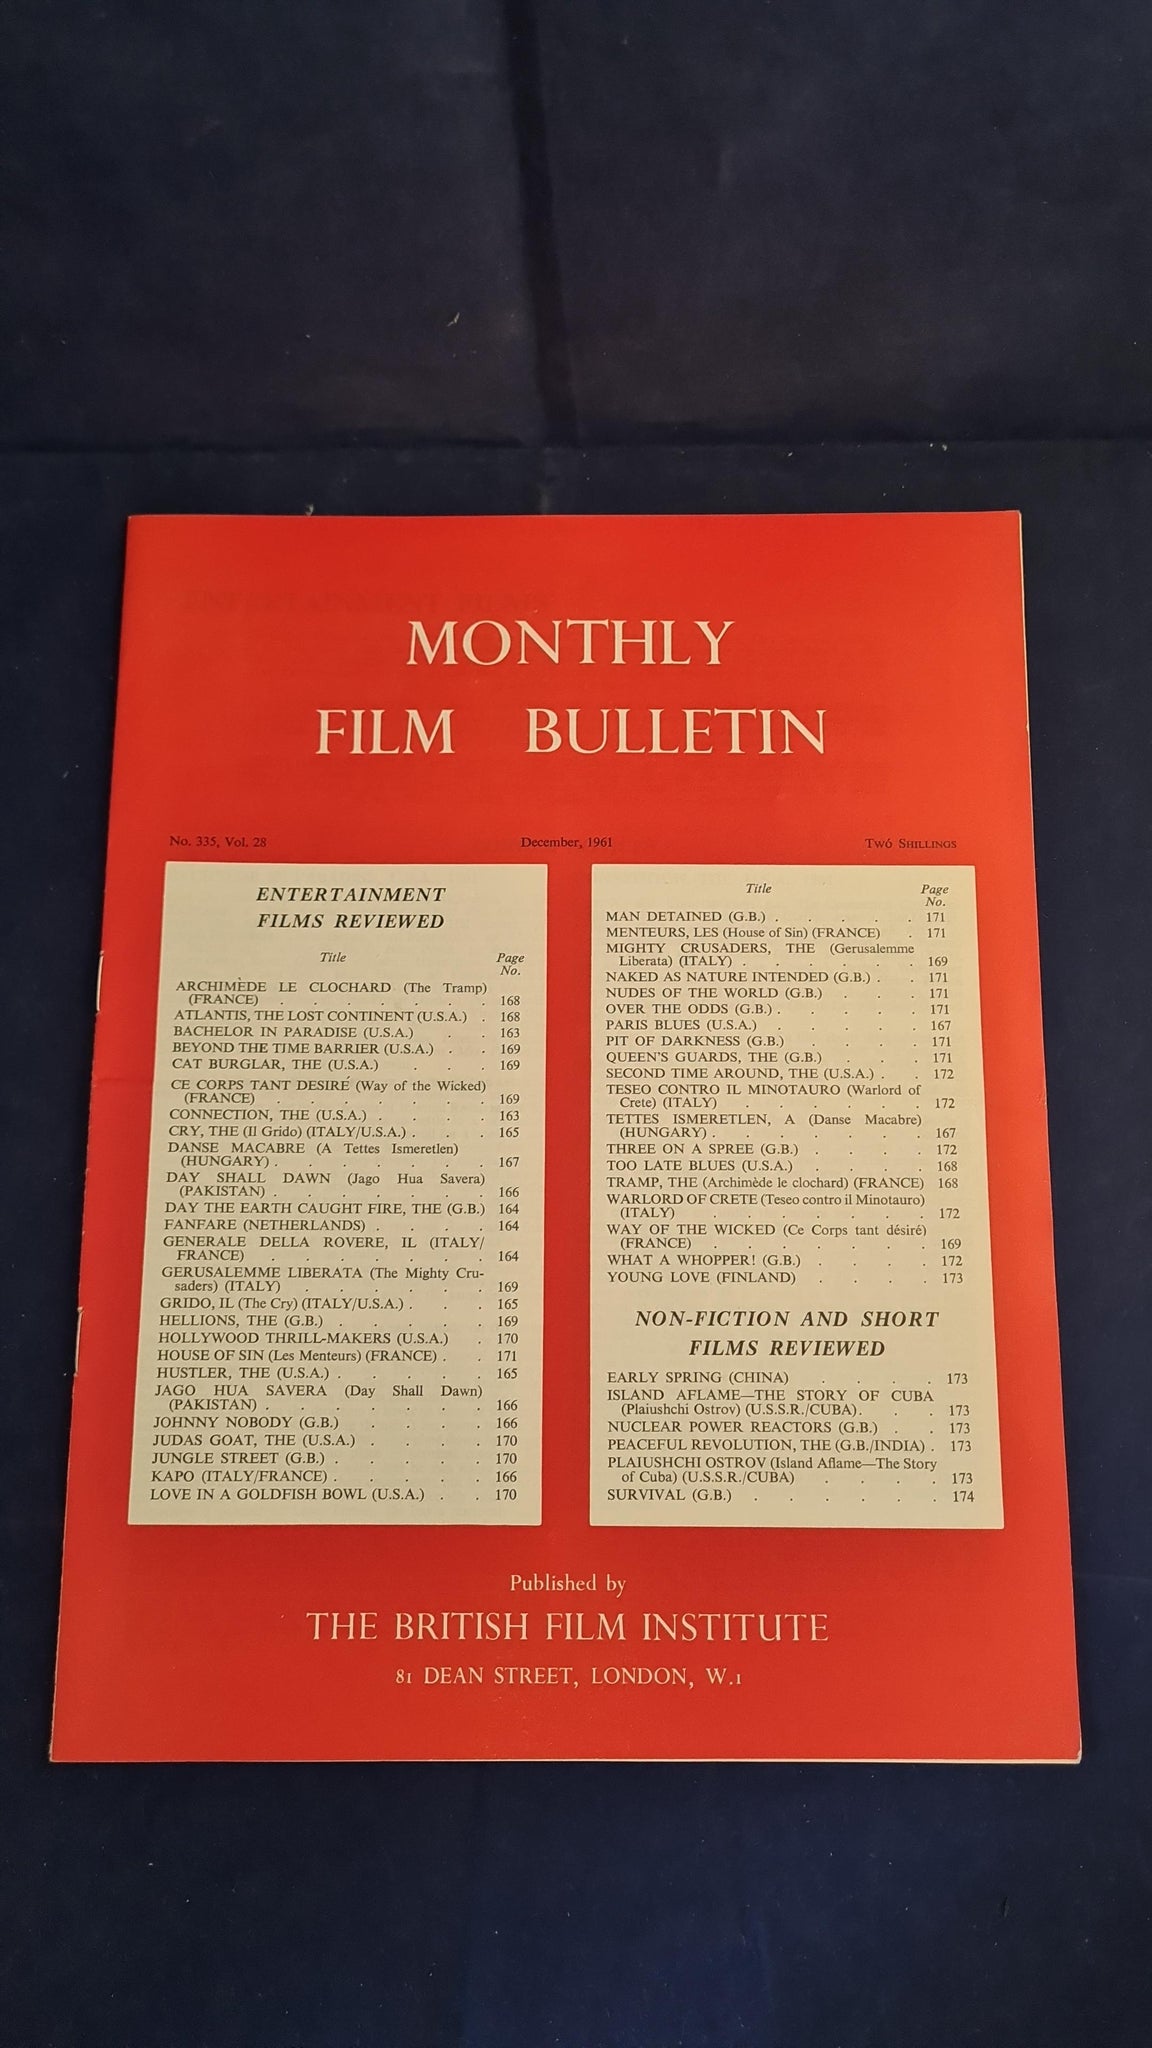 MONTHLY
FILM BULLETIN
No. 335, Vol. 28 December, 1961 Two Shillings
ENTERTAINMENT
FILMS REVIEWED
Title Page
No.
ARCHIMÈDE LE CLOCHARD (The Tramp)
(FRANCE) . . . . . . . 168
ATLANTIS, THE LOST CONTINENT (U.S.A.) . 168
BACHELOR IN PARADISE (U.S.A.) . . 163
BEYOND THE TIME BARRIER (U.S.A.) . . 169
CAT BURGLAR, THE (U.S.A.) . . . 169
CE CORPS TANT DESIRÉ (Way of the Wicked)
(FRANCE) . . . . . . . 169
CONNECTION, THE (U.S.A.) . . . . 163
CRY, THE (Il Grido) (ITALY/U.S.A.) . . . 165
DANSE MACABRE (A Tettes Ismeretlen)
(HUNGARY) . . . . . . . 167
DAY SHALL DAWN (Jago Hua Savera)
(PAKISTAN) . . . . . . . 166
DAY THE EARTH CAUGHT FIRE, THE (G.B.) 164
FANFARE (NETHERLANDS) . . . . 164
GENERALE DELLA ROVERE, IL (ITALY/
FRANCE) . . . . . . . 164
GERUSALEMME LIBERATA (The Mighty Cru-
saders) (ITALY) . . . . . . 169
GRIDO, IL (The Cry) (ITALY/U.S.A.) . . . 165
HELLIONS, THE (G.B.) . . . . . 169
HOLLYWOOD THRILL-MAKERS (U.S.A.) . 170
HOUSE OF SIN (Les Menteurs) (FRANCE) . . 171
HUSTLER, THE (U.S.A.) . . . . . 165
JAGO HUA SAVERA (Day Shall Dawn)
(PAKISTAN) . . . . . . . 166
JOHNNY NOBODY (G.B.) . . . . 166
JUDAS GOAT, THE (U.S.A.) . . . . 170
JUNGLE STREET (G.B.) . . . . . 170
KAPO (ITALY/FRANCE) . . . . . 166
LOVE IN A GOLDFISH BOWL (U.S.A.) . . 170
Title Page
No.
MAN DETAINED (G.B.) . . . . . 171
MENTEURS, LES (House of Sin) (FRANCE) . 171
MIGHTY CRUSADERS, THE (Gerusalemme
Liberata) (ITALY) . . . . . . 169
NAKED AS NATURE INTENDED (G.B.) . . 171
NUDES OF THE WORLD (G.B.) . . . 171
OVER THE ODDS (G.B.) . . . . . 171
PARIS BLUES (U.S.A.) . . . . . 167
PIT OF DARKNESS (G.B.) . . . . 171
QUEEN'S GUARDS, THE (G.B.) . . . 171
SECOND TIME AROUND, THE (U.S.A.) . . 172
TESEO CONTRO IL MINOTAURO (Warlord of
Crete) (ITALY) . . . . . . 172
TETTES ISMERETLEN, A (Danse Macabre)
(HUNGARY) . . . . . . . 167
THREE ON A SPREE (G.B.) . . . . 172
TOO LATE BLUES (U.S.A.) . . . . 168
TRAMP, THE (Archimède le clochard) (FRANCE) 168
WARLORD OF CRETE (Teseo contro il Minotauro)
(ITALY) . . . . . . . 172
WAY OF THE WICKED (Ce Corps tant désiré)
(FRANCE) . . . . . . . 169
WHAT A WHOPPER! (G.B.) . . . . 172
YOUNG LOVE (FINLAND) . . . . 173
NON-FICTION AND SHORT
FILMS REVIEWED
EARLY SPRING (CHINA) . . . . 173
ISLAND AFLAME—THE STORY OF CUBA
(Plaiushchi Ostrov) (U.S.S.R./CUBA) . . . 173
NUCLEAR POWER REACTORS (G.B.) . . 173
PEACEFUL REVOLUTION, THE (G.B./INDIA) . 173
PLAIUSHCHI OSTROV (Island Aflame—The Story
of Cuba) (U.S.S.R./CUBA) . . . . 173
SURVIVAL (G.B.) . . . . . . 174
Published by
THE BRITISH FILM INSTITUTE
81 DEAN STREET, LONDON, W.1